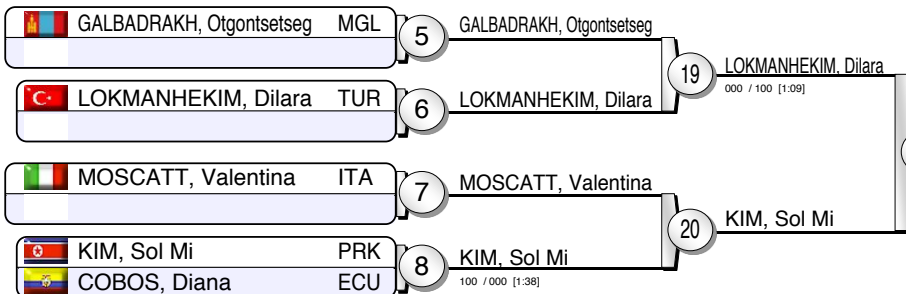 GALBADRAKH, Otgontsetseg MGL
5
GALBADRAKH, Otgontsetseg
19
LOKMANHEKIM, Dilara
000 / 100 [1:09]
LOKMANHEKIM, Dilara TUR
6
LOKMANHEKIM, Dilara
MOSCATT, Valentina ITA
7
MOSCATT, Valentina
20
KIM, Sol Mi
KIM, Sol Mi PRK
COBOS, Diana ECU
8
KIM, Sol Mi
100 / 000 [1:38]